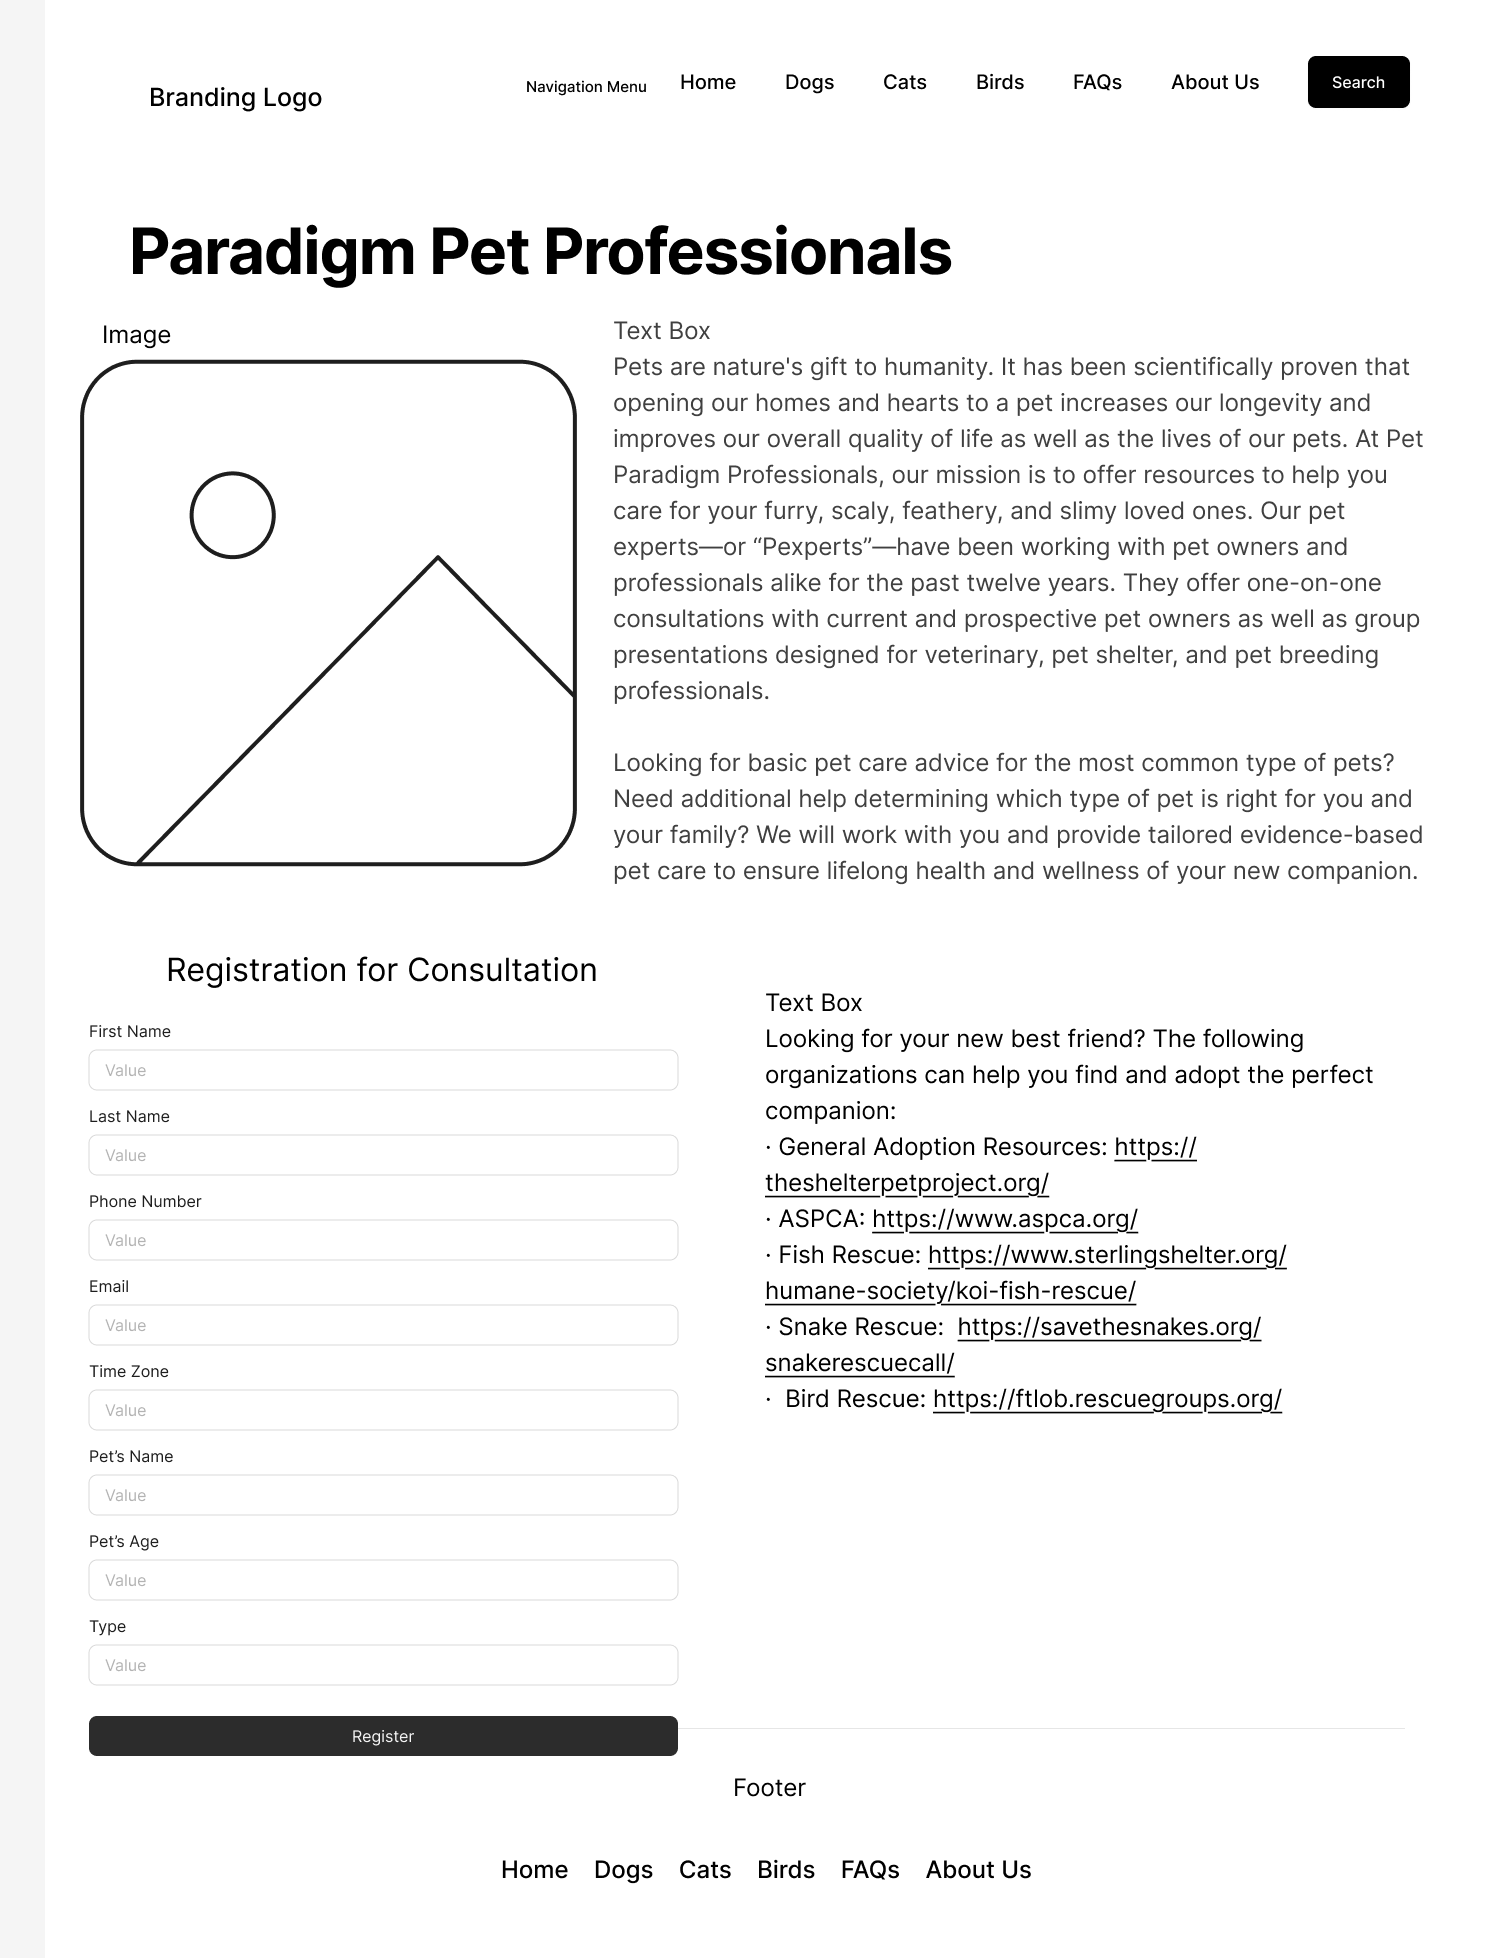 Branding Logo
Navigation Menu
Home
Dogs
Cats
Birds
FAQs
About Us
Search
Paradigm Pet Professionals
Image
Text Box
Pets are nature's gift to humanity. It has been scientifically proven that
opening our homes and hearts to a pet increases our longevity and
improves our overall quality of life as well as the lives of our pets. At Pet
Paradigm Professionals, our mission is to offer resources to help you
care for your furry, scaly, feathery, and slimy loved ones. Our pet
experts—or “Pexperts”—have been working with pet owners and
professionals alike for the past twelve years. They offer one-on-one
consultations with current and prospective pet owners as well as group
presentations designed for veterinary, pet shelter, and pet breeding
professionals.
Looking for basic pet care advice for the most common type of pets?
Need additional help determining which type of pet is right for you and
your family? We will work with you and provide tailored evidence-based
pet care to ensure lifelong health and wellness of your new companion.
Registration for Consultation
First Name
Value
Last Name
Value
Phone Number
Value
Email
Value
Time Zone
Value
Pet’s Name
Value
Pet’s Age
Value
Type
Value
Register
Text Box
Looking for your new best friend? The following
organizations can help you find and adopt the perfect
companion:
· General Adoption Resources: https://
theshelterpetproject.org/
· ASPCA: https://www.aspca.org/
· Fish Rescue: https://www.sterlingshelter.org/
humane-society/koi-fish-rescue/
· Snake Rescue:  https://savethesnakes.org/
snakerescuecall/
·  Bird Rescue: https://ftlob.rescuegroups.org/
Footer
Home
Dogs
Cats
Birds
FAQs
About Us